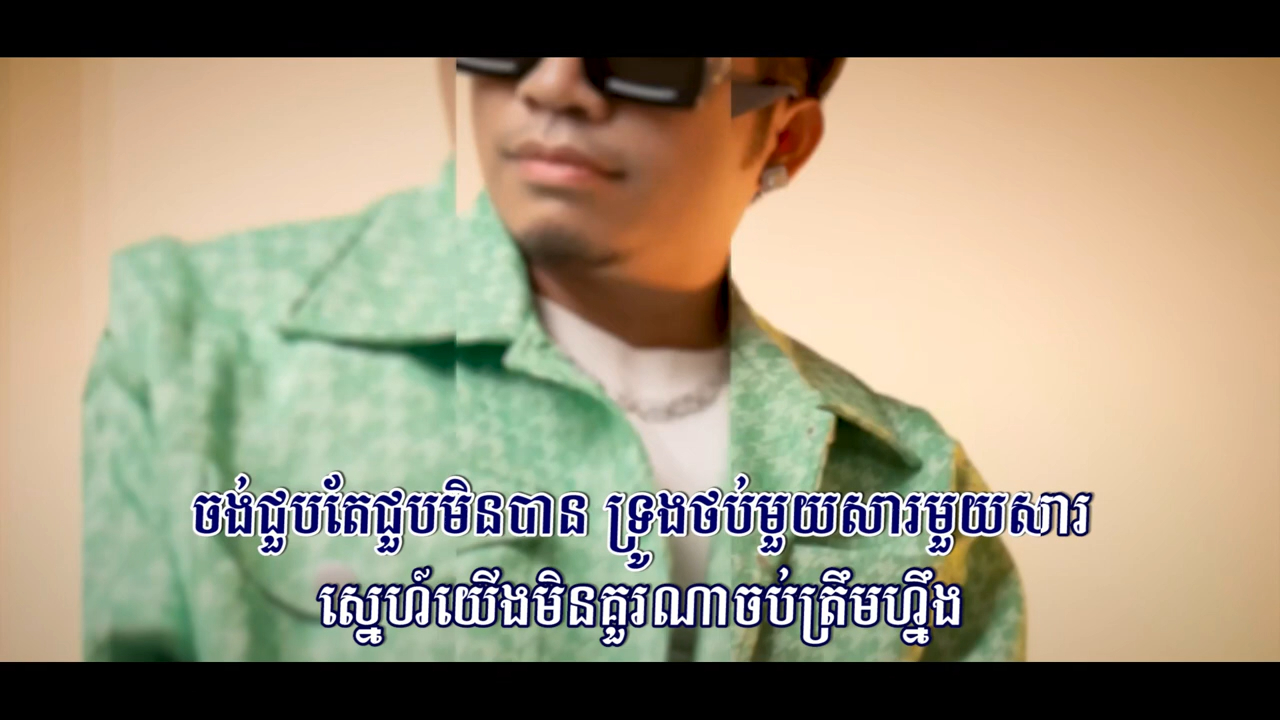 ចង់ជួបតែជួបមិនបាន ទ្រូងថប់មួយសារមួយសារ
ស្នេហ៍យើងមិនគួរណាចប់ត្រឹមហ្នឹង